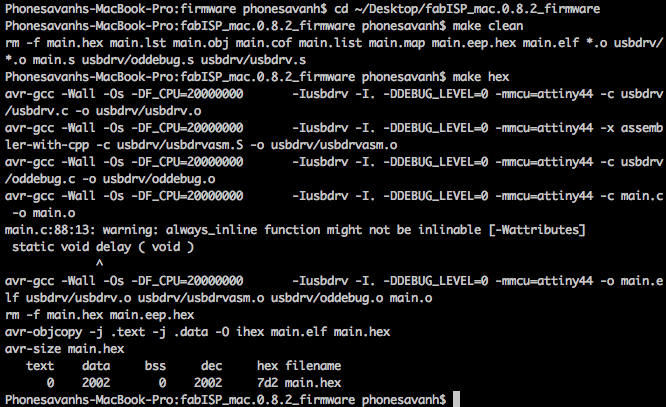 Phonesavanhs-MacBook-Pro:firmware phonesavanh$ cd ~/Desktop/fabISP_mac.0.8.2_firmware
Phonesavanhs-MacBook-Pro:fabISP_mac.0.8.2_firmware phonesavanh$ make clean
rm -f main.hex main.lst main.obj main.cof main.list main.map main.eep.hex main.elf *.o usbdrv/
*.o main.s usbdrv/oddebug.s usbdrv/usbdrv.s
Phonesavanhs-MacBook-Pro:fabISP_mac.0.8.2_firmware phonesavanh$ make hex
avr-gcc -Wall -Os -DF_CPU=20000000      -Iusbdrv -I. -DDEBUG_LEVEL=0 -mmcu=attiny44 -c usbdrv
/usbdrv.c -o usbdrv/usbdrv.o
avr-gcc -Wall -Os -DF_CPU=20000000      -Iusbdrv -I. -DDEBUG_LEVEL=0 -mmcu=attiny44 -x assemb
ler-with-cpp -c usbdrv/usbdrvasm.S -o usbdrv/usbdrvasm.o
avr-gcc -Wall -Os -DF_CPU=20000000      -Iusbdrv -I. -DDEBUG_LEVEL=0 -mmcu=attiny44 -c usbdrv
/oddebug.c -o usbdrv/oddebug.o
avr-gcc -Wall -Os -DF_CPU=20000000      -Iusbdrv -I. -DDEBUG_LEVEL=0 -mmcu=attiny44 -c main.c
 -o main.o
main.c:88:13: warning: always_inline function might not be inlinable [-Wattributes]
 static void delay ( void )
             ^
avr-gcc -Wall -Os -DF_CPU=20000000      -Iusbdrv -I. -DDEBUG_LEVEL=0 -mmcu=attiny44 -o main.e
lf usbdrv/usbdrv.o usbdrv/usbdrvasm.o usbdrv/oddebug.o main.o
rm -f main.hex main.eep.hex
avr-objcopy -j .text -j .data -O ihex main.elf main.hex
avr-size main.hex
   text    data     bss     dec     hex filename
      0    2002       0    2002     7d2 main.hex
Phonesavanhs-MacBook-Pro:fabISP_mac.0.8.2_firmware phonesavanh$